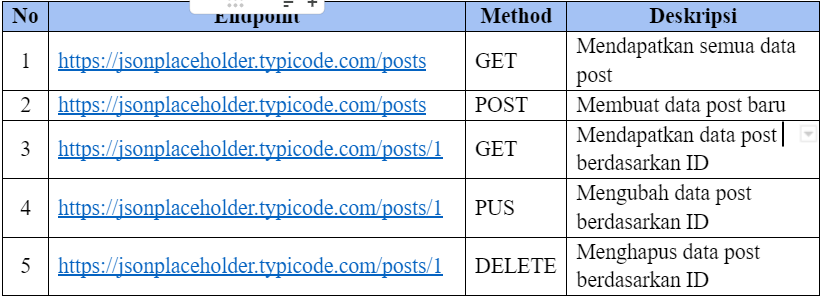 No Endpoint Method Deskripsi
1 https://jsonplaceholder.typicode.com/posts GET Mendapatkan semua data
post
2 https://jsonplaceholder.typicode.com/posts POST Membuat data post baru
3 https://jsonplaceholder.typicode.com/posts/1 GET Mendapatkan data post
berdasarkan ID
4 https://jsonplaceholder.typicode.com/posts/1 PUS Mengubah data post
berdasarkan ID
5 https://jsonplaceholder.typicode.com/posts/1 DELETE Menghapus data post
berdasarkan ID